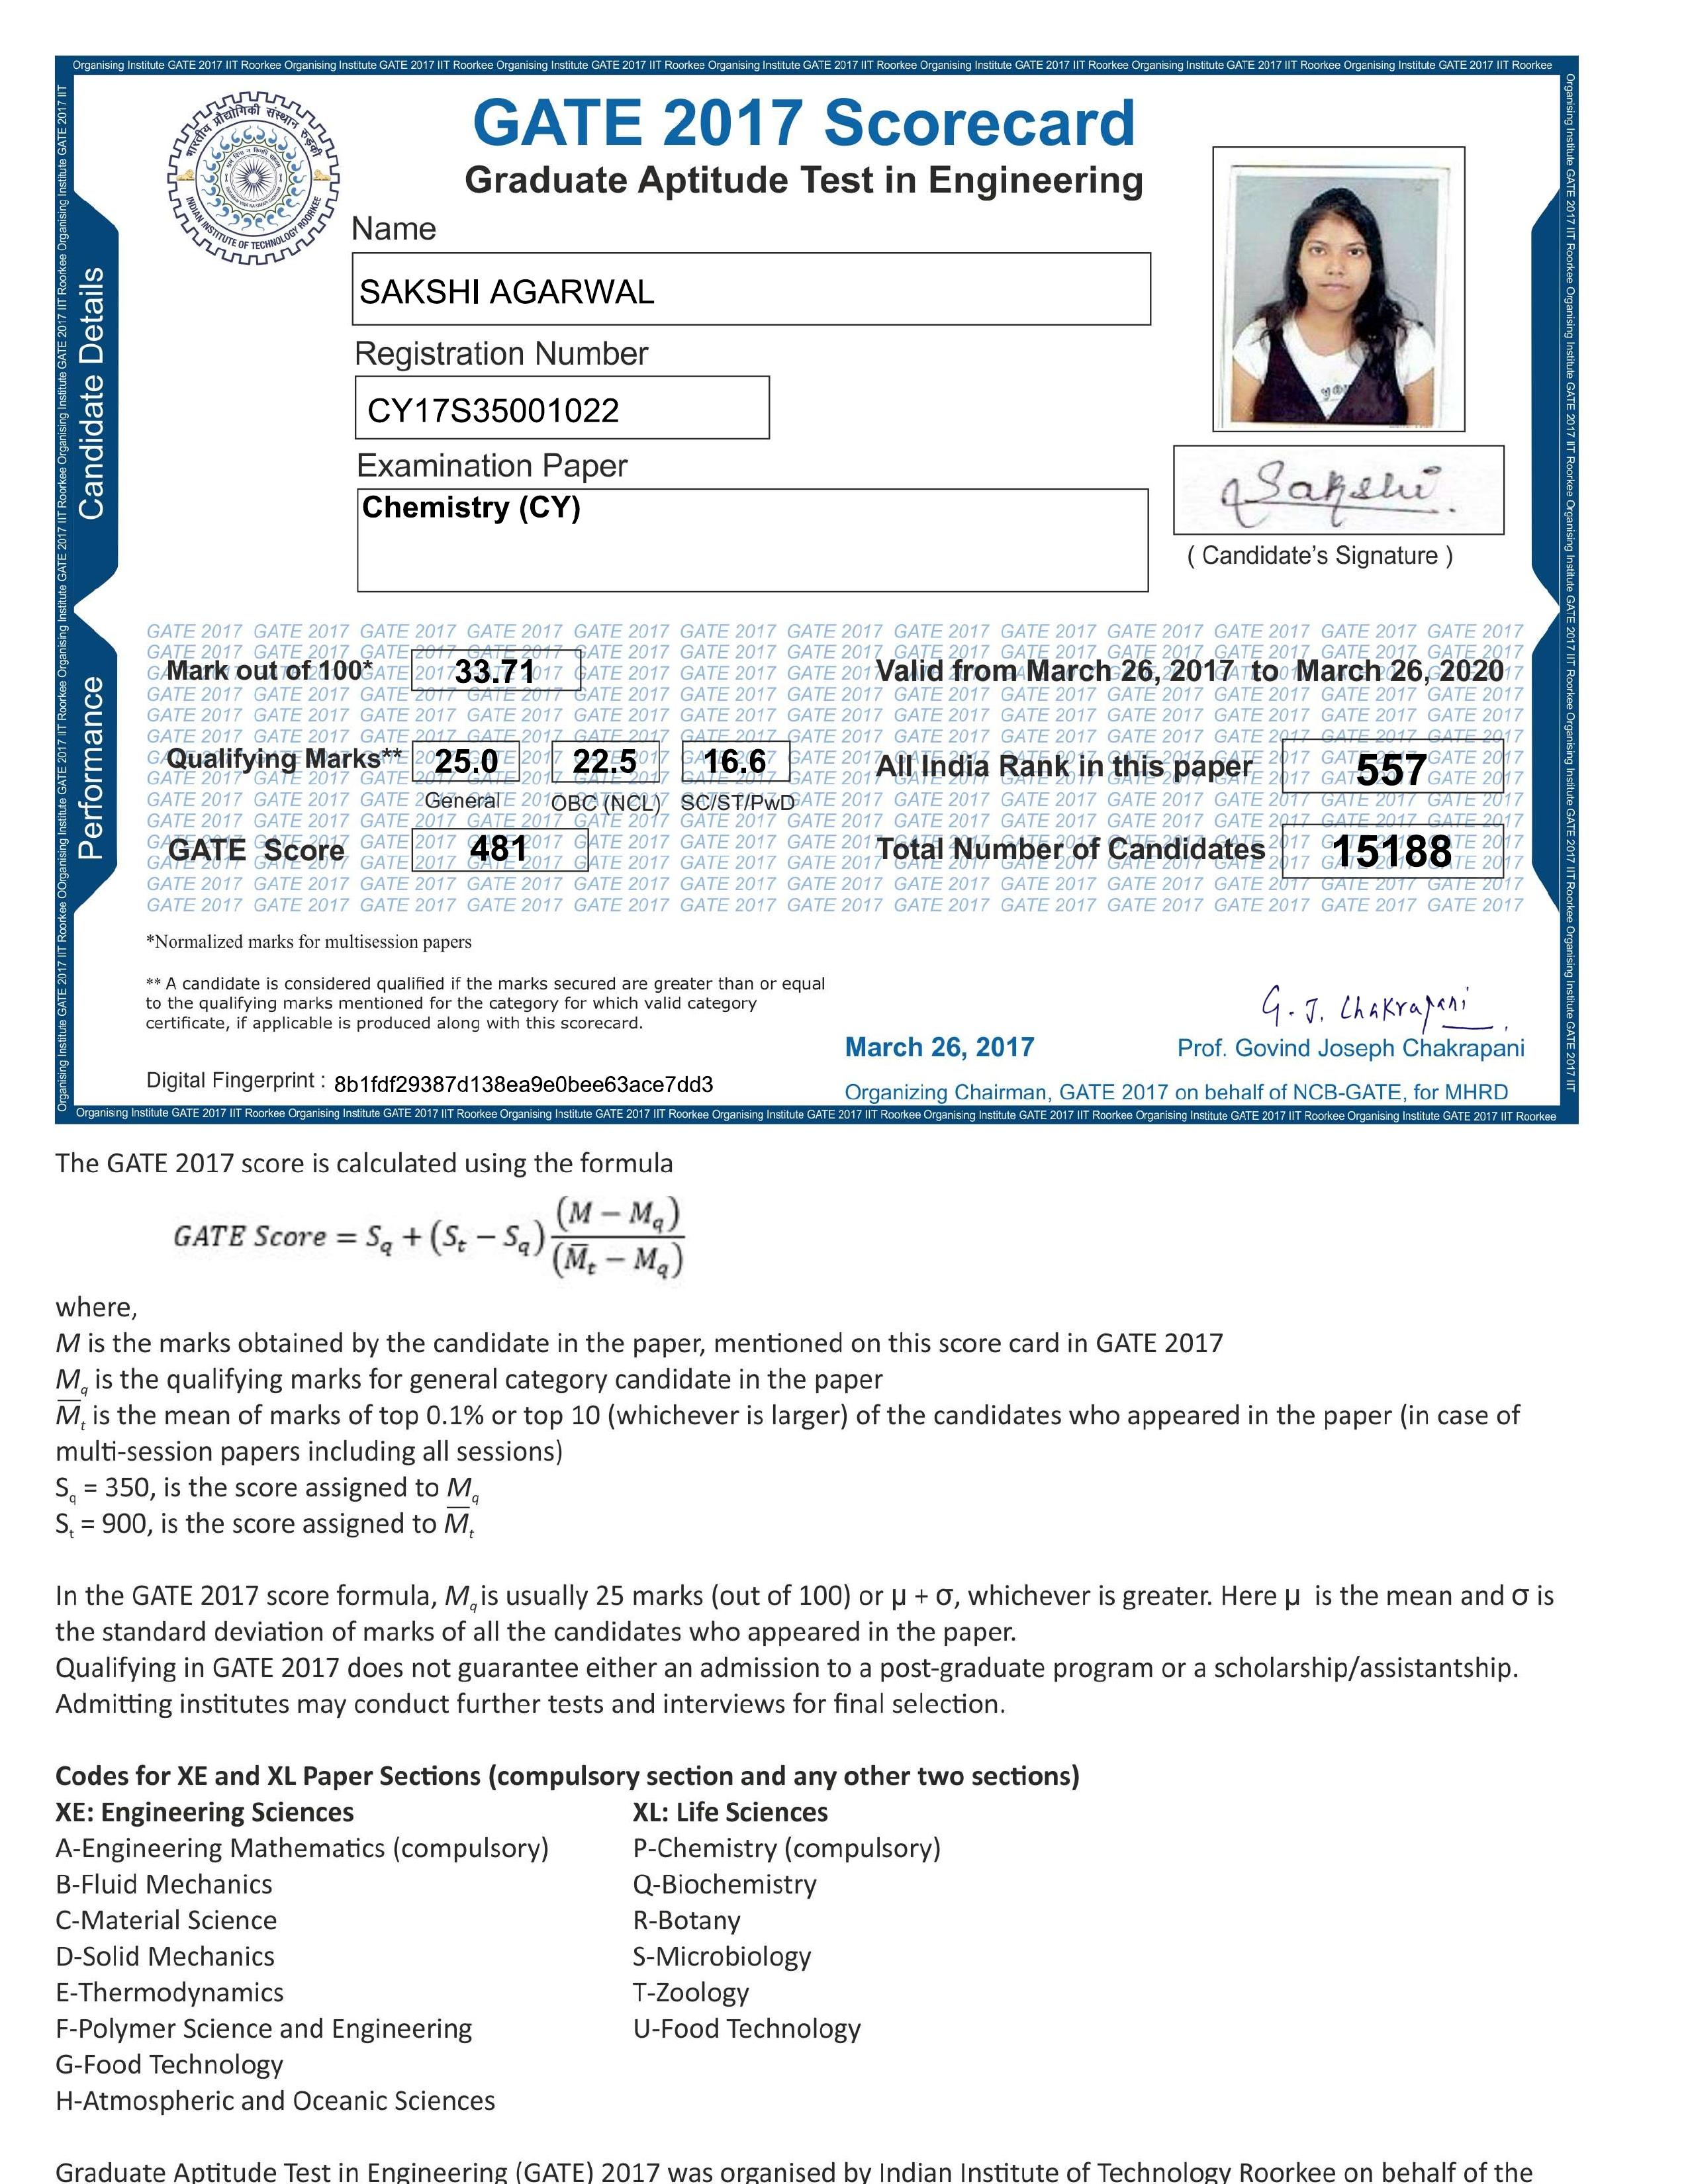 Organising Institute GATE 2017 IIT Roorkee Organising Institute GATE 2017 IIT Roorkee Organising Institute GATE 2017 IIT Roorkee Organising Institute GATE 2017 IIT Roorkee Organising Institute GATE 2017 IIT Roorkee Organising Institute GATE 2017 IIT Roorkee Organising Institute GATE 2017 IIT Roorkee
GATE 2017 Scorecard
Graduate Aptitude Test in Engineering
भारतीय प्रौद्योगिकी संस्थान रुड़की
INDIAN INSTITUTE OF TECHNOLOGY ROORKEE
Candidate Details
Name
SAKSHI AGARWAL
Registration Number
CY17S35001022
Examination Paper
Chemistry (CY)
Sakshi
( Candidate's Signature )
Performance
Mark out of 100* 33.71 Valid from March 26, 2017 to March 26, 2020
Qualifying Marks** 25.0 22.5 16.6 All India Rank in this paper 557
General OBC (NCL) SC/ST/PwD
GATE Score 481 Total Number of Candidates 15188
*Normalized marks for multisession papers
** A candidate is considered qualified if the marks secured are greater than or equal
to the qualifying marks mentioned for the category for which valid category
certificate, if applicable is produced along with this scorecard.
G. J. Chakrapani
March 26, 2017 Prof. Govind Joseph Chakrapani
Digital Fingerprint : 8b1fdf29387d138ea9e0bee63ace7dd3
Organizing Chairman, GATE 2017 on behalf of NCB-GATE, for MHRD
Organising Institute GATE 2017 IIT Roorkee Organising Institute GATE 2017 IIT Roorkee Organising Institute GATE 2017 IIT Roorkee Organising Institute GATE 2017 IIT Roorkee Organising Institute GATE 2017 IIT Roorkee Organising Institute GATE 2017 IIT Roorkee Organising Institute GATE 2017 IIT Roorkee
The GATE 2017 score is calculated using the formula
GATE Score = S_q + (S_t − S_q) (M − M_q) / (M̅_t − M_q)
where,
M is the marks obtained by the candidate in the paper, mentioned on this score card in GATE 2017
M_q is the qualifying marks for general category candidate in the paper
M̅_t is the mean of marks of top 0.1% or top 10 (whichever is larger) of the candidates who appeared in the paper (in case of
multi-session papers including all sessions)
S_q = 350, is the score assigned to M_q
S_t = 900, is the score assigned to M̅_t
In the GATE 2017 score formula, M_q is usually 25 marks (out of 100) or μ + σ, whichever is greater. Here μ is the mean and σ is
the standard deviation of marks of all the candidates who appeared in the paper.
Qualifying in GATE 2017 does not guarantee either an admission to a post-graduate program or a scholarship/assistantship.
Admitting institutes may conduct further tests and interviews for final selection.
Codes for XE and XL Paper Sections (compulsory section and any other two sections)
XE: Engineering Sciences XL: Life Sciences
A-Engineering Mathematics (compulsory) P-Chemistry (compulsory)
B-Fluid Mechanics Q-Biochemistry
C-Material Science R-Botany
D-Solid Mechanics S-Microbiology
E-Thermodynamics T-Zoology
F-Polymer Science and Engineering U-Food Technology
G-Food Technology
H-Atmospheric and Oceanic Sciences
Graduate Aptitude Test in Engineering (GATE) 2017 was organised by Indian Institute of Technology Roorkee on behalf of the